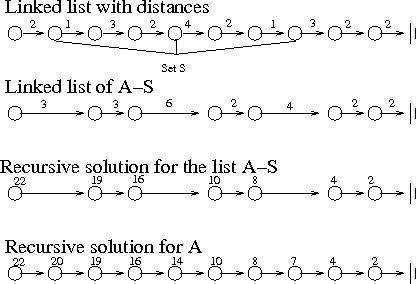 Linked list with distances
2 1 3 2 4 2 1 3 2 2
Set S
Linked list of A–S
3 3 6 2 4 2 2
Recursive solution for the list A–S
22 19 16 10 8 4 2
Recursive solution for A
22 20 19 16 14 10 8 7 4 2